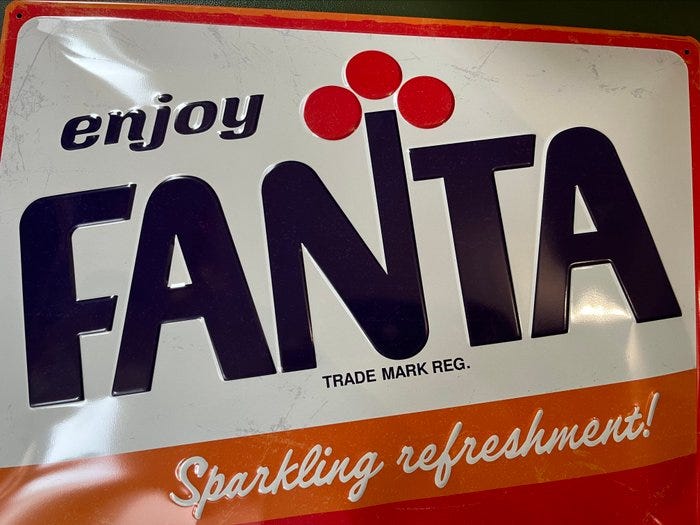 enjoy
FANTA
TRADE MARK REG.
Sparkling refreshment!